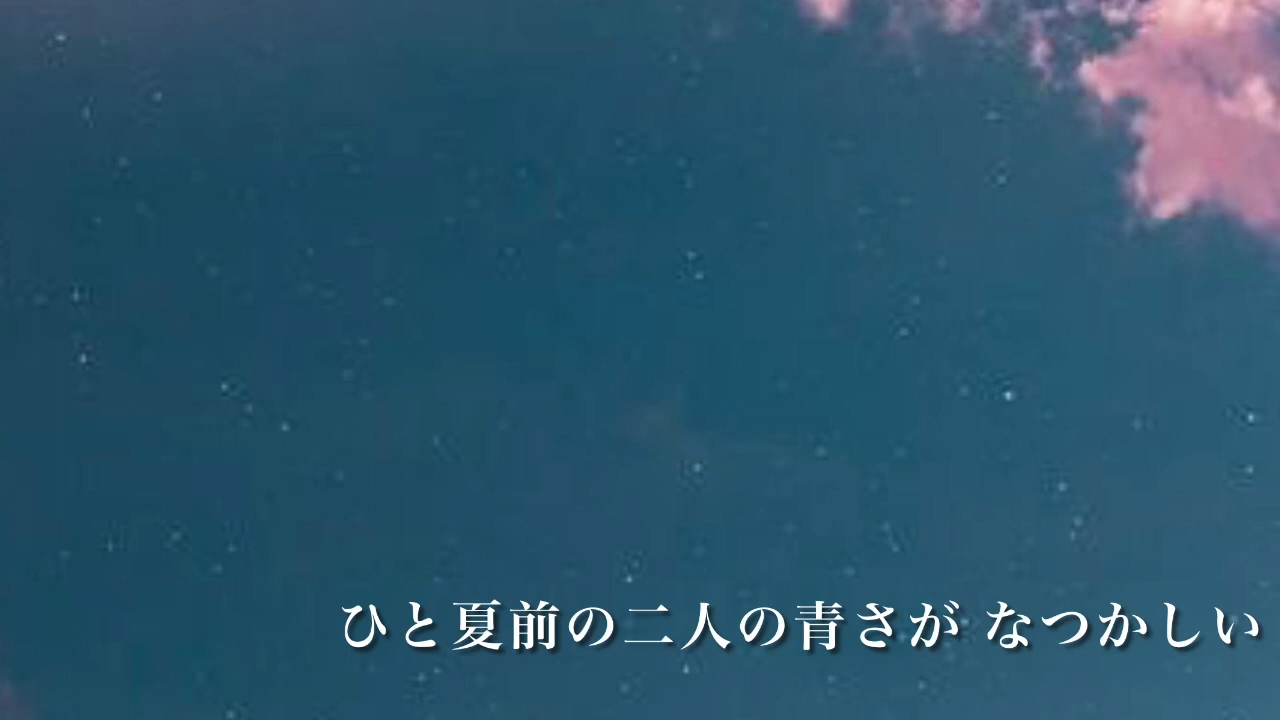 ひと夏前の二人の青さが なつかしい